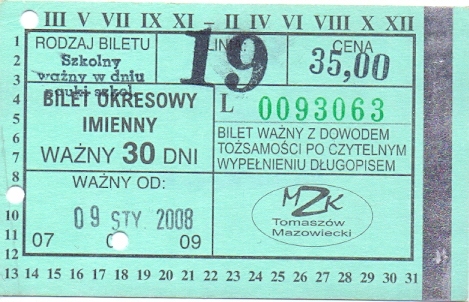 III V VII IX XI – II IV VI VIII X XII
RODZAJ BILETU
LINII:
CENA
Szkolny
ważny w dniu
nauki szkol.
19
35,00
BILET OKRESOWY
IMIENNY
WAŻNY 30 DNI
L 0093063
BILET WAŻNY Z DOWODEM
TOŻSAMOŚCI PO CZYTELNYM
WYPEŁNIENIU DŁUGOPISEM
WAŻNY OD:
09 STY. 2008
07 09
MZK
Tomaszów
Mazowiecki
1
2
3
4
5
6
7
8
10
11
12
13 14 15 16 17 18 19 20 21 22 23 24 25 26 27 28 29 30 31